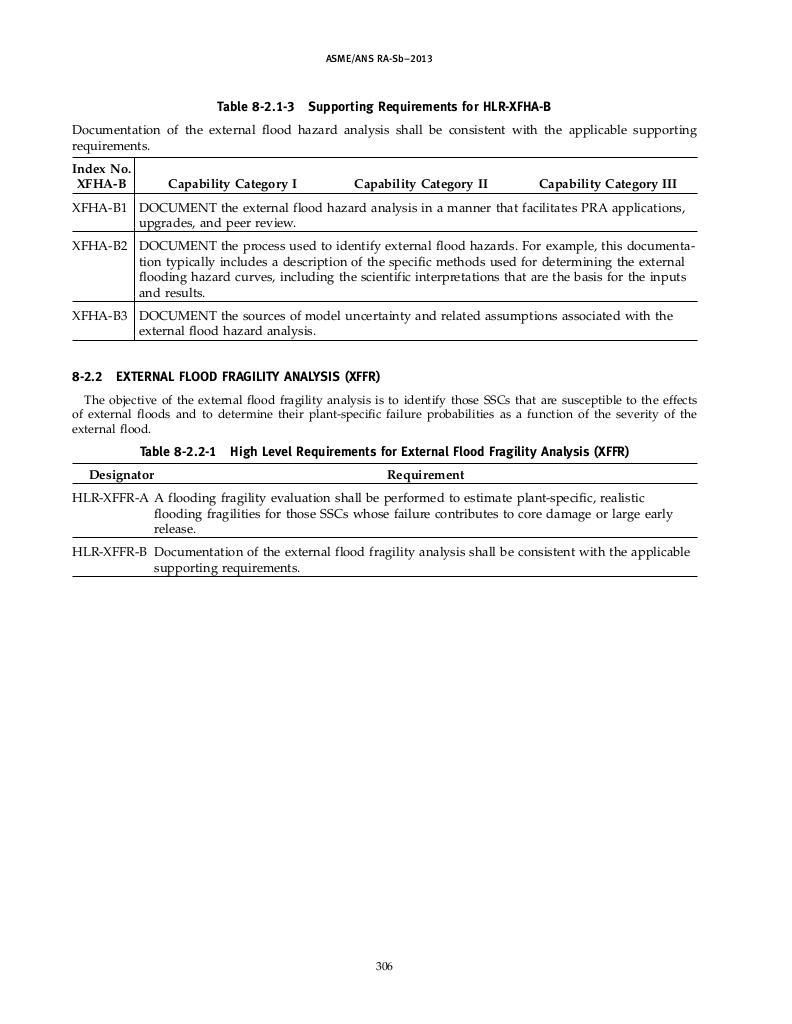 ASME/ANS RA-Sb–2013
Table 8-2.1-3 Supporting Requirements for HLR-XFHA-B
Documentation of the external flood hazard analysis shall be consistent with the applicable supporting
requirements.
Index No.
XFHA-B Capability Category I Capability Category II Capability Category III
XFHA-B1 DOCUMENT the external flood hazard analysis in a manner that facilitates PRA applications,
upgrades, and peer review.
XFHA-B2 DOCUMENT the process used to identify external flood hazards. For example, this documenta-
tion typically includes a description of the specific methods used for determining the external
flooding hazard curves, including the scientific interpretations that are the basis for the inputs
and results.
XFHA-B3 DOCUMENT the sources of model uncertainty and related assumptions associated with the
external flood hazard analysis.
8-2.2 EXTERNAL FLOOD FRAGILITY ANALYSIS (XFFR)
The objective of the external flood fragility analysis is to identify those SSCs that are susceptible to the effects
of external floods and to determine their plant-specific failure probabilities as a function of the severity of the
external flood.
Table 8-2.2-1 High Level Requirements for External Flood Fragility Analysis (XFFR)
Designator Requirement
HLR-XFFR-A A flooding fragility evaluation shall be performed to estimate plant-specific, realistic
flooding fragilities for those SSCs whose failure contributes to core damage or large early
release.
HLR-XFFR-B Documentation of the external flood fragility analysis shall be consistent with the applicable
supporting requirements.
306